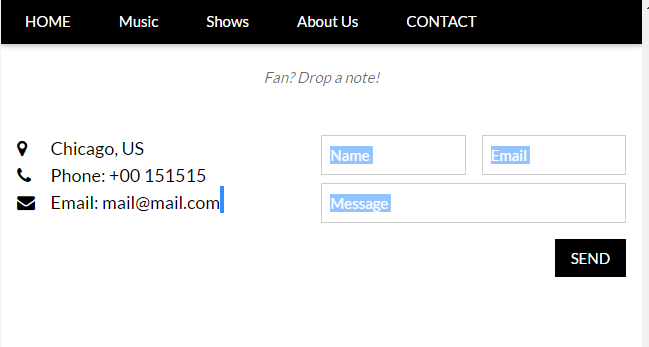 HOME Music Shows About Us CONTACT
Fan? Drop a note!
Chicago, US
Phone: +00 151515
Email: mail@mail.com
Name Email
Message
SEND